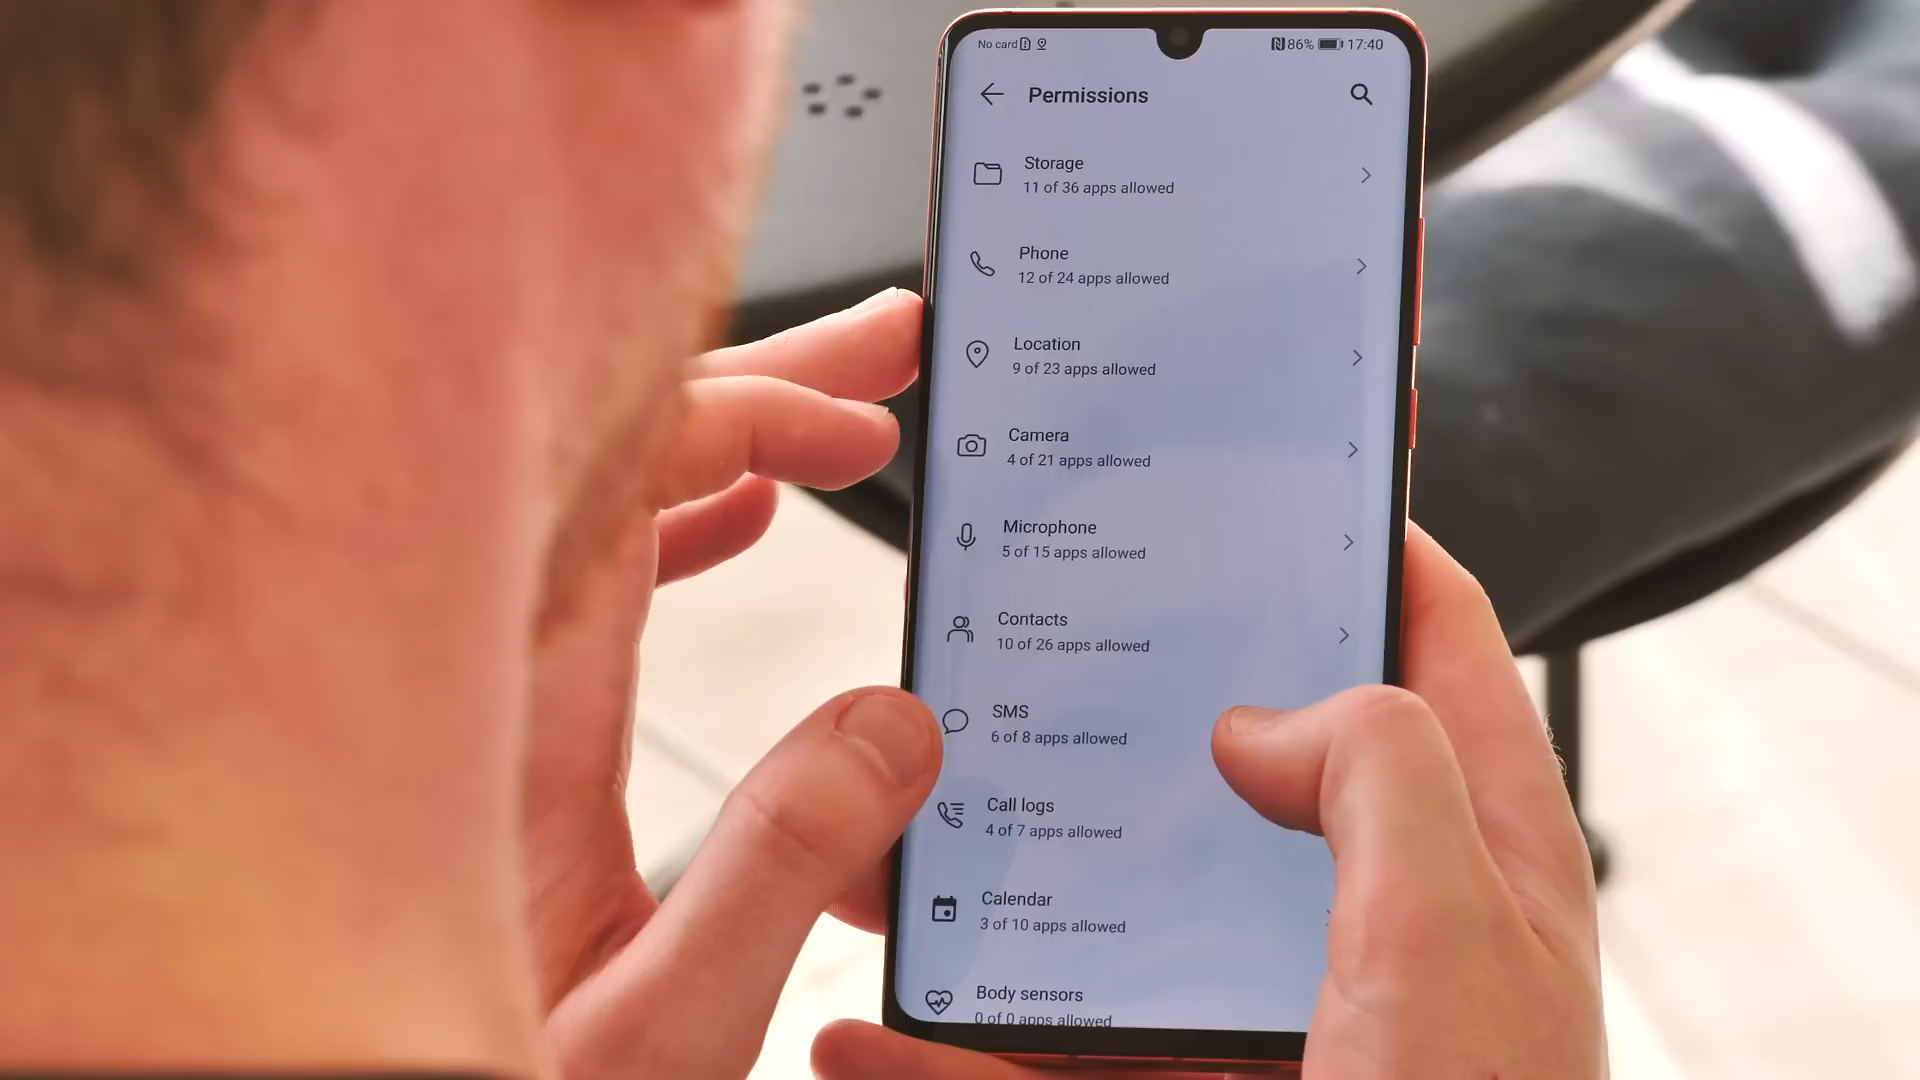 No card 86% 17:40
Permissions
Storage
11 of 36 apps allowed
Phone
12 of 24 apps allowed
Location
9 of 23 apps allowed
Camera
4 of 21 apps allowed
Microphone
5 of 15 apps allowed
Contacts
10 of 26 apps allowed
SMS
6 of 8 apps allowed
Call logs
4 of 7 apps allowed
Calendar
3 of 10 apps allowed
Body sensors
0 of 0 apps allowed